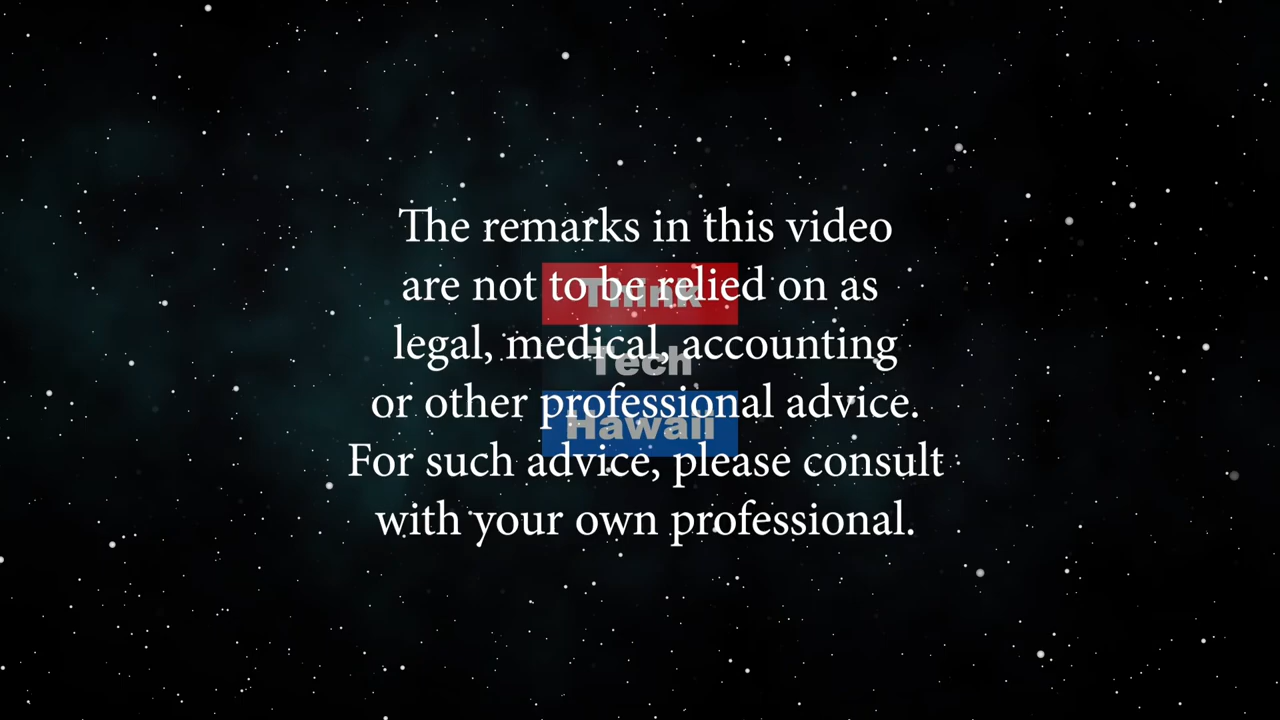 The remarks in this video
are not to be relied on as
legal, medical, accounting
or other professional advice.
For such advice, please consult
with your own professional.
Think
Tech
Hawaii